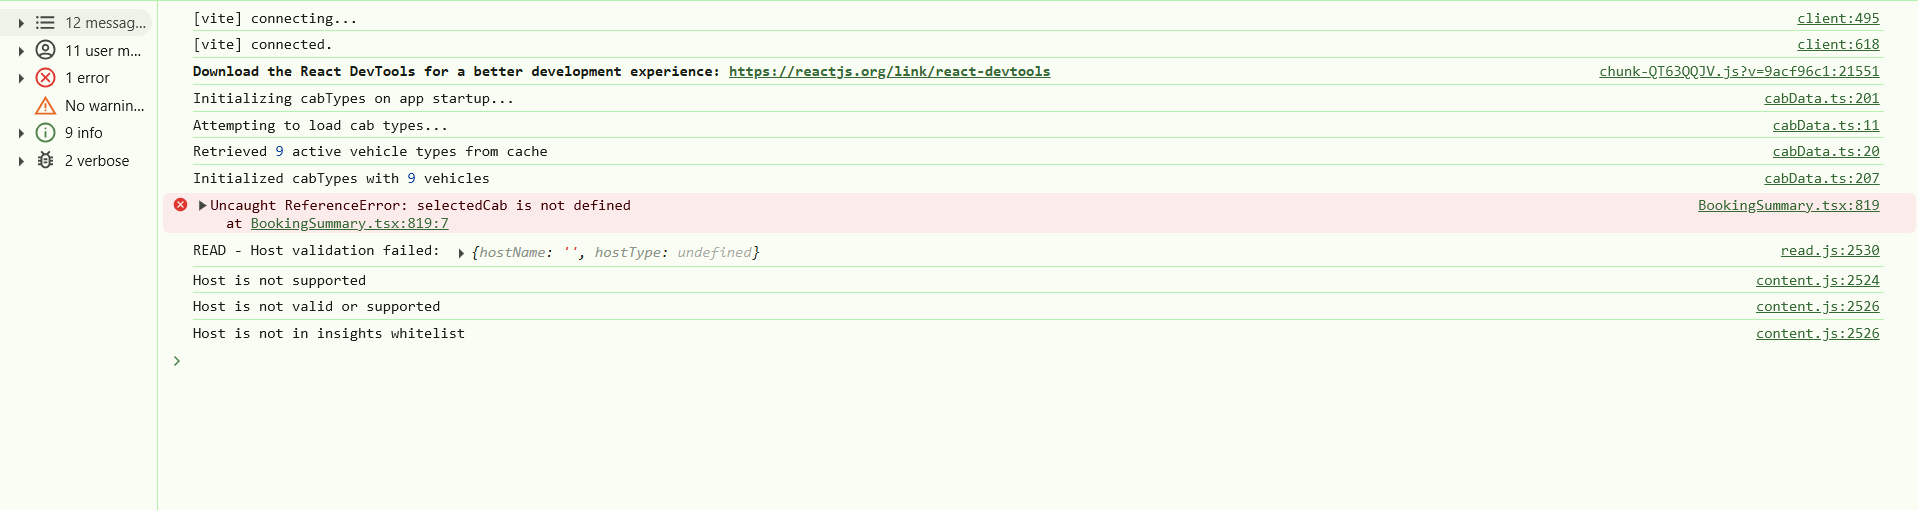 12 messag...
11 user m...
1 error
No warnin...
9 info
2 verbose
[vite] connecting... client:495
[vite] connected. client:618
Download the React DevTools for a better development experience: https://reactjs.org/link/react-devtools chunk-QT63QQJV.js?v=9acf96c1:21551
Initializing cabTypes on app startup... cabData.ts:201
Attempting to load cab types... cabData.ts:11
Retrieved 9 active vehicle types from cache cabData.ts:20
Initialized cabTypes with 9 vehicles cabData.ts:207
Uncaught ReferenceError: selectedCab is not defined BookingSummary.tsx:819
at BookingSummary.tsx:819:7
READ - Host validation failed: {hostName: '', hostType: undefined} read.js:2530
Host is not supported content.js:2524
Host is not valid or supported content.js:2526
Host is not in insights whitelist content.js:2526